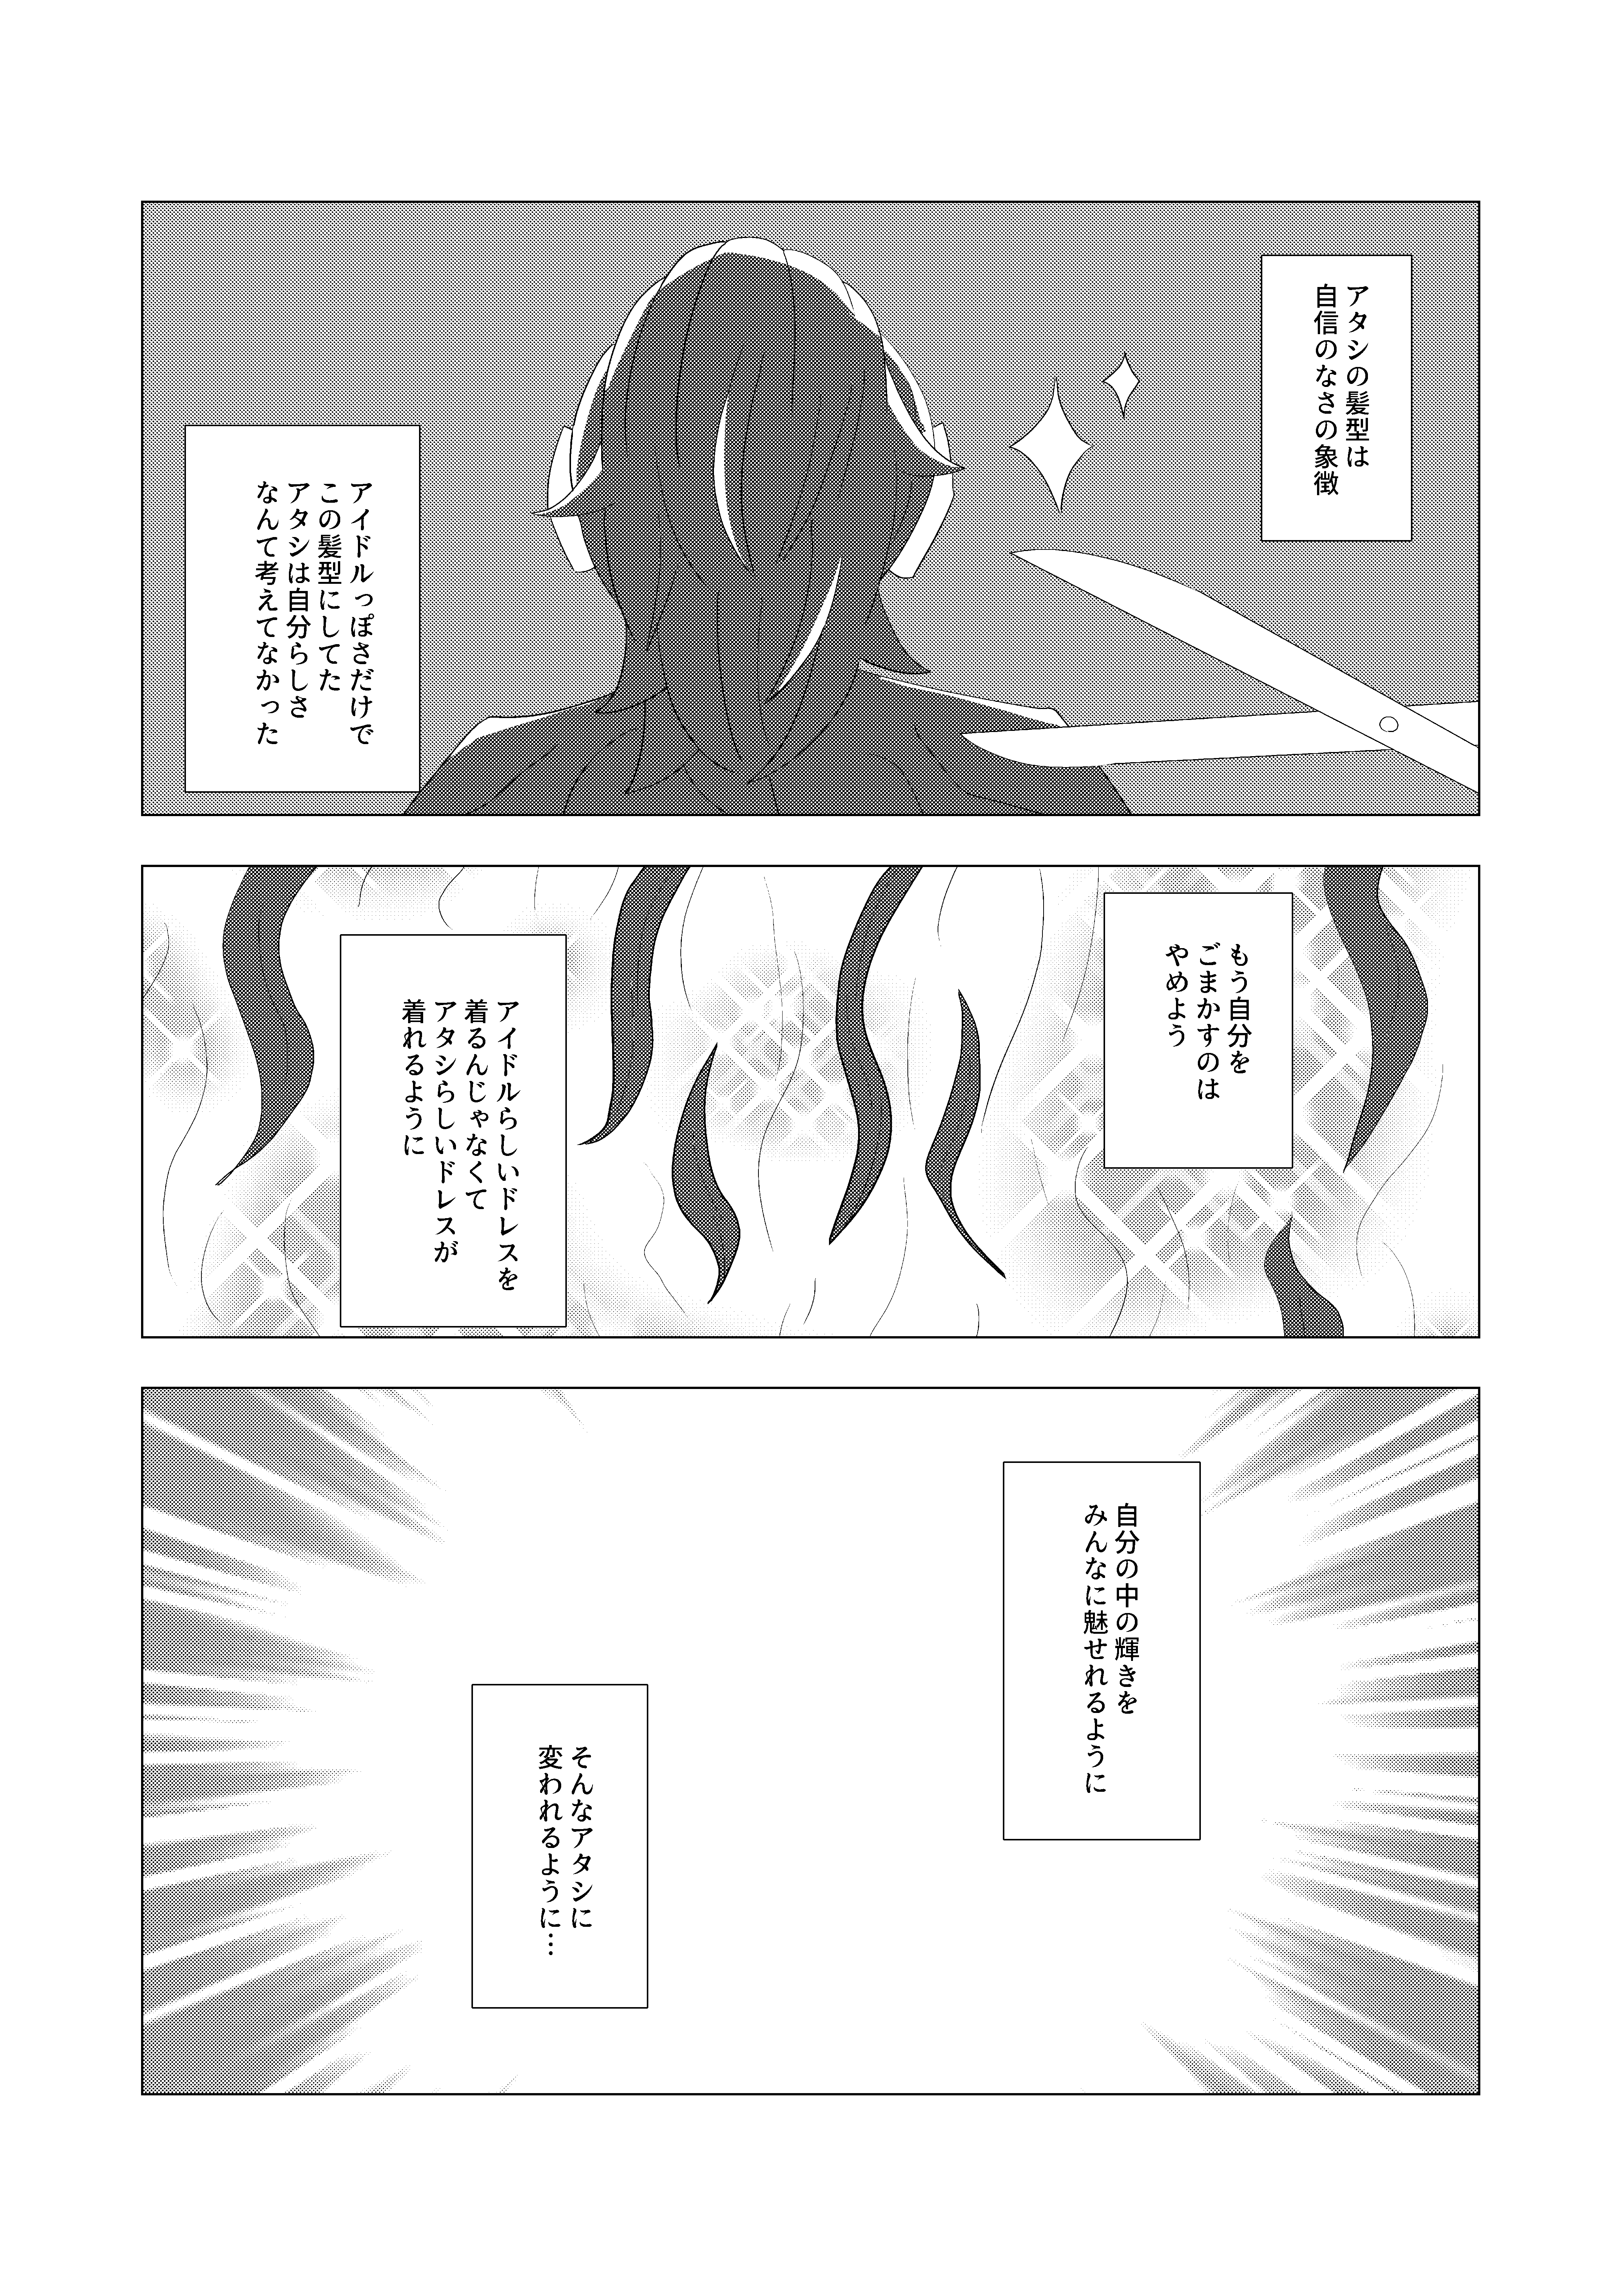 アタシの髪型は
自信のなさの象徴
アイドルっぽさだけで
この髪型にしてた
アタシは自分らしさ
なんて考えてなかった
もう自分を
ごまかすのは
やめよう
アイドルらしいドレスを
着るんじゃなくて
アタシらしいドレスが
着れるように
自分の中の輝きを
みんなに魅せれるように
そんなアタシに
変われるように…